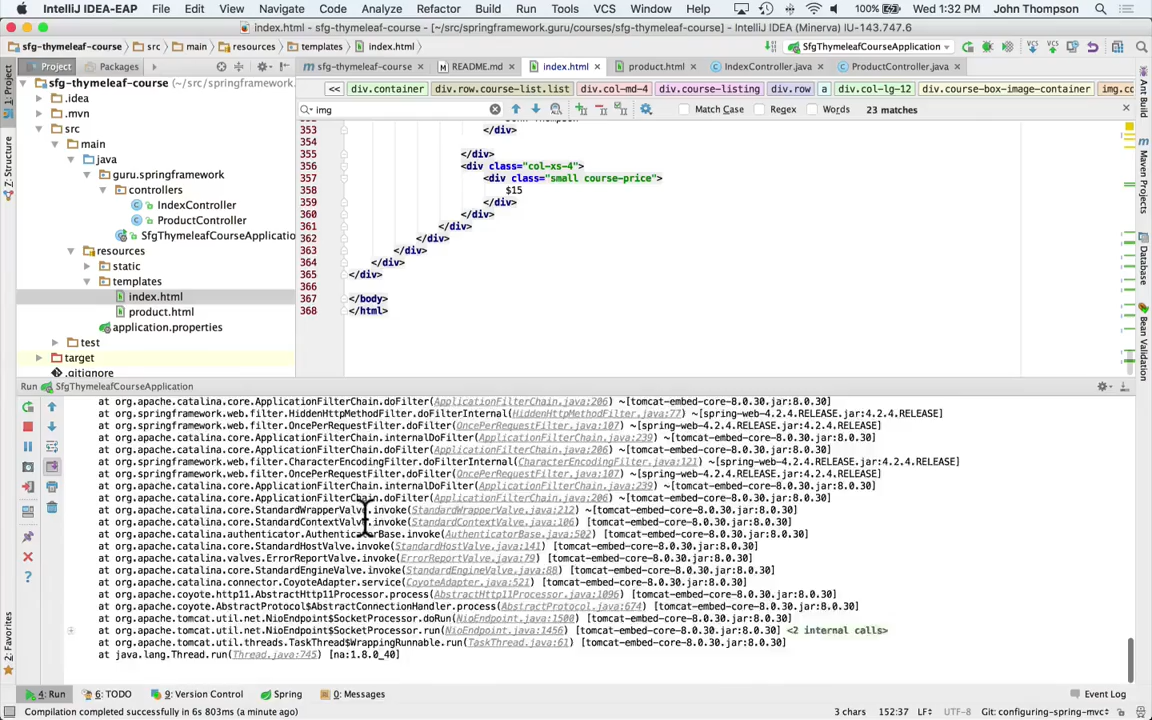 IntelliJ IDEA-EAP File Edit View Navigate Code Analyze Refactor Build Run Tools VCS Window Help 100% Wed 1:32 PM John Thompson
index.html - [sfg-thymeleaf-course] - [~/src/springframework.guru/courses/sfg-thymeleaf-course] - IntelliJ IDEA (Minerva) IU-143.747.6
sfg-thymeleaf-course src main resources templates index.html SfgThymeleafCourseApplication
Project Packages sfg-thymeleaf-course README.md index.html product.html IndexController.java ProductController.java
sfg-thymeleaf-course ~/src/springframework.guru
<< div.container div.row.course-list.list div.col-md-4 div.course-listing div.row a div.col-lg-12 div.course-box-image-container img.co >>
.idea
.mvn
img Match Case Regex Words 23 matches
src
main
java
guru.springframework
controllers
IndexController
ProductController
SfgThymeleafCourseApplicatio
resources
static
templates
index.html
product.html
application.properties
test
target
.gitignore
353 </div>
354
355 </div>
356 <div class="col-xs-4">
357 <div class="small course-price">
358 $15
359 </div>
360 </div>
361 </div>
362 </div>
363 </div>
364 </div>
365 </div>
366
367 </body>
368 </html>
1: Project
7: Structure
2: Favorites
Ant Build
Maven Projects
Database
Bean Validation
Run SfgThymeleafCourseApplication
at org.apache.catalina.core.ApplicationFilterChain.doFilter(ApplicationFilterChain.java:206) ~[tomcat-embed-core-8.0.30.jar:8.0.30]
at org.springframework.web.filter.HiddenHttpMethodFilter.doFilterInternal(HiddenHttpMethodFilter.java:77) ~[spring-web-4.2.4.RELEASE.jar:4.2.4.RELEASE]
at org.springframework.web.filter.OncePerRequestFilter.doFilter(OncePerRequestFilter.java:107) ~[spring-web-4.2.4.RELEASE.jar:4.2.4.RELEASE]
at org.apache.catalina.core.ApplicationFilterChain.internalDoFilter(ApplicationFilterChain.java:239) ~[tomcat-embed-core-8.0.30.jar:8.0.30]
at org.apache.catalina.core.ApplicationFilterChain.doFilter(ApplicationFilterChain.java:206) ~[tomcat-embed-core-8.0.30.jar:8.0.30]
at org.springframework.web.filter.CharacterEncodingFilter.doFilterInternal(CharacterEncodingFilter.java:121) ~[spring-web-4.2.4.RELEASE.jar:4.2.4.RELEASE]
at org.springframework.web.filter.OncePerRequestFilter.doFilter(OncePerRequestFilter.java:107) ~[spring-web-4.2.4.RELEASE.jar:4.2.4.RELEASE]
at org.apache.catalina.core.ApplicationFilterChain.internalDoFilter(ApplicationFilterChain.java:239) ~[tomcat-embed-core-8.0.30.jar:8.0.30]
at org.apache.catalina.core.ApplicationFilterChain.doFilter(ApplicationFilterChain.java:206) ~[tomcat-embed-core-8.0.30.jar:8.0.30]
at org.apache.catalina.core.StandardWrapperValve.invoke(StandardWrapperValve.java:212) ~[tomcat-embed-core-8.0.30.jar:8.0.30]
at org.apache.catalina.core.StandardContextValve.invoke(StandardContextValve.java:106) [tomcat-embed-core-8.0.30.jar:8.0.30]
at org.apache.catalina.authenticator.AuthenticatorBase.invoke(AuthenticatorBase.java:502) [tomcat-embed-core-8.0.30.jar:8.0.30]
at org.apache.catalina.core.StandardHostValve.invoke(StandardHostValve.java:141) [tomcat-embed-core-8.0.30.jar:8.0.30]
at org.apache.catalina.valves.ErrorReportValve.invoke(ErrorReportValve.java:79) [tomcat-embed-core-8.0.30.jar:8.0.30]
at org.apache.catalina.core.StandardEngineValve.invoke(StandardEngineValve.java:88) [tomcat-embed-core-8.0.30.jar:8.0.30]
at org.apache.catalina.connector.CoyoteAdapter.service(CoyoteAdapter.java:521) [tomcat-embed-core-8.0.30.jar:8.0.30]
at org.apache.coyote.http11.AbstractHttp11Processor.process(AbstractHttp11Processor.java:1096) [tomcat-embed-core-8.0.30.jar:8.0.30]
at org.apache.coyote.AbstractProtocol$AbstractConnectionHandler.process(AbstractProtocol.java:674) [tomcat-embed-core-8.0.30.jar:8.0.30]
at org.apache.tomcat.util.net.NioEndpoint$SocketProcessor.doRun(NioEndpoint.java:1500) [tomcat-embed-core-8.0.30.jar:8.0.30]
at org.apache.tomcat.util.net.NioEndpoint$SocketProcessor.run(NioEndpoint.java:1456) [tomcat-embed-core-8.0.30.jar:8.0.30] <2 internal calls>
at org.apache.tomcat.util.threads.TaskThread$WrappingRunnable.run(TaskThread.java:61) [tomcat-embed-core-8.0.30.jar:8.0.30]
at java.lang.Thread.run(Thread.java:745) [na:1.8.0_40]
4: Run 6: TODO 9: Version Control Spring 0: Messages Event Log
Compilation completed successfully in 6s 803ms (a minute ago) 3 chars 152:37 LF÷ UTF-8 Git: configuring-spring-mvc÷